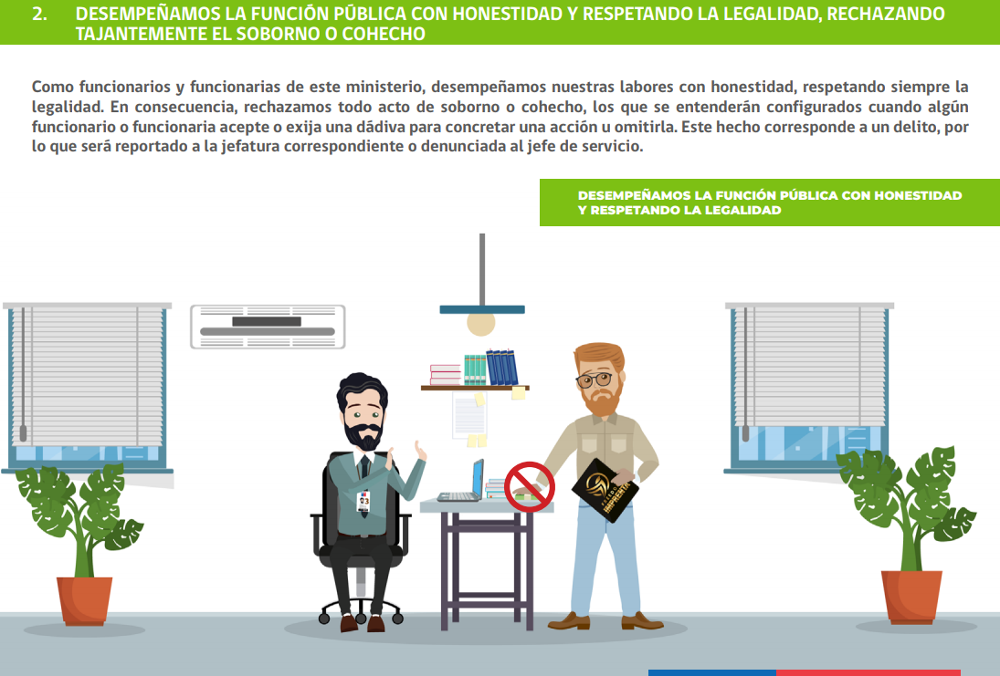 2. DESEMPEÑAMOS LA FUNCIÓN PÚBLICA CON HONESTIDAD Y RESPETANDO LA LEGALIDAD, RECHAZANDO
TAJANTEMENTE EL SOBORNO O COHECHO
Como funcionarios y funcionarias de este ministerio, desempeñamos nuestras labores con honestidad, respetando siempre la
legalidad. En consecuencia, rechazamos todo acto de soborno o cohecho, los que se entenderán configurados cuando algún
funcionario o funcionaria acepte o exija una dádiva para concretar una acción u omitirla. Este hecho corresponde a un delito, por
lo que será reportado a la jefatura correspondiente o denunciada al jefe de servicio.
DESEMPEÑAMOS LA FUNCIÓN PÚBLICA CON HONESTIDAD
Y RESPETANDO LA LEGALIDAD
IMPRENTA